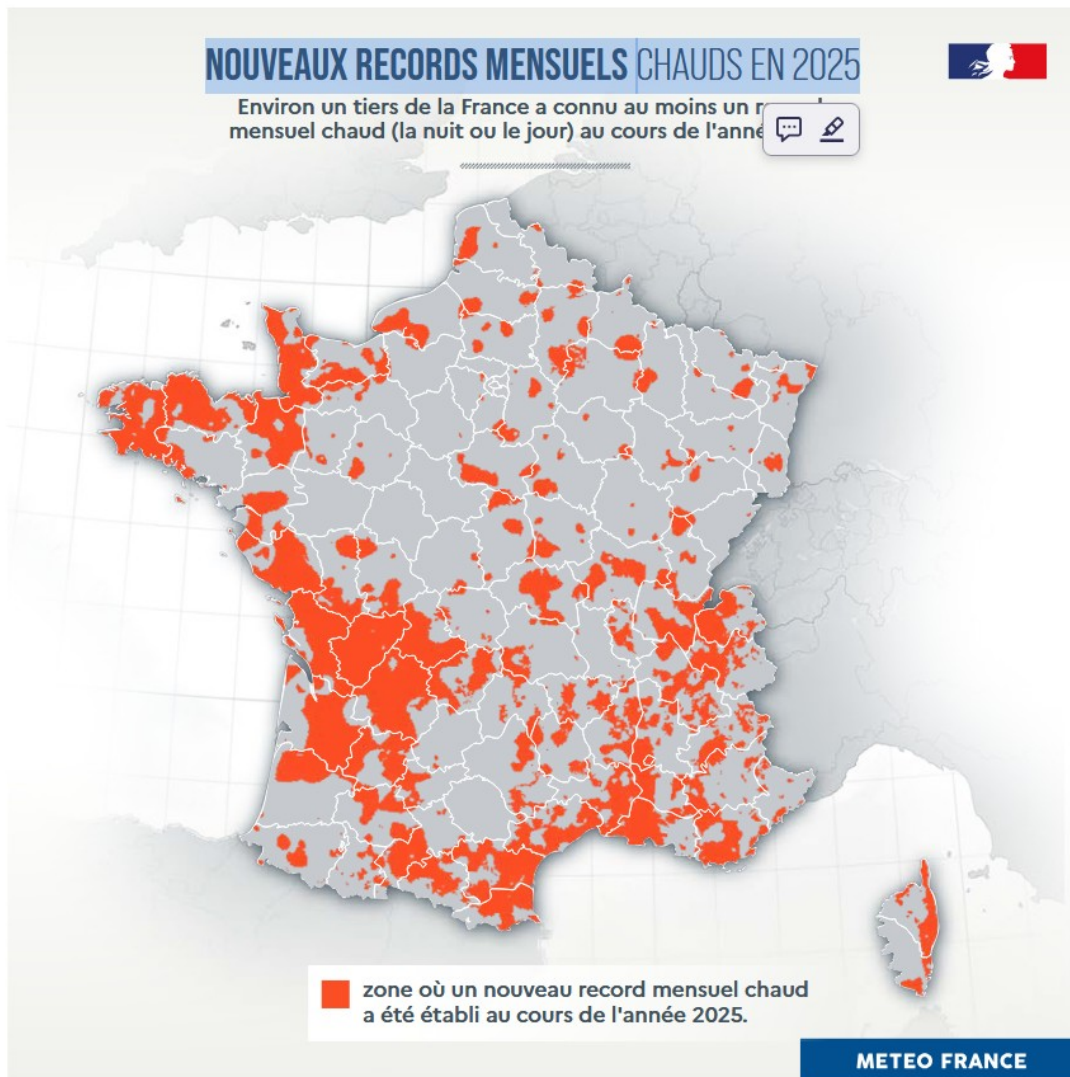 NOUVEAUX RECORDS MENSUELS CHAUDS EN 2025
Environ un tiers de la France a connu au moins un
mensuel chaud (la nuit ou le jour) au cours de
zone où un nouveau record mensuel chaud
a été établi au cours de l'année 2025.
METEO FRANCE